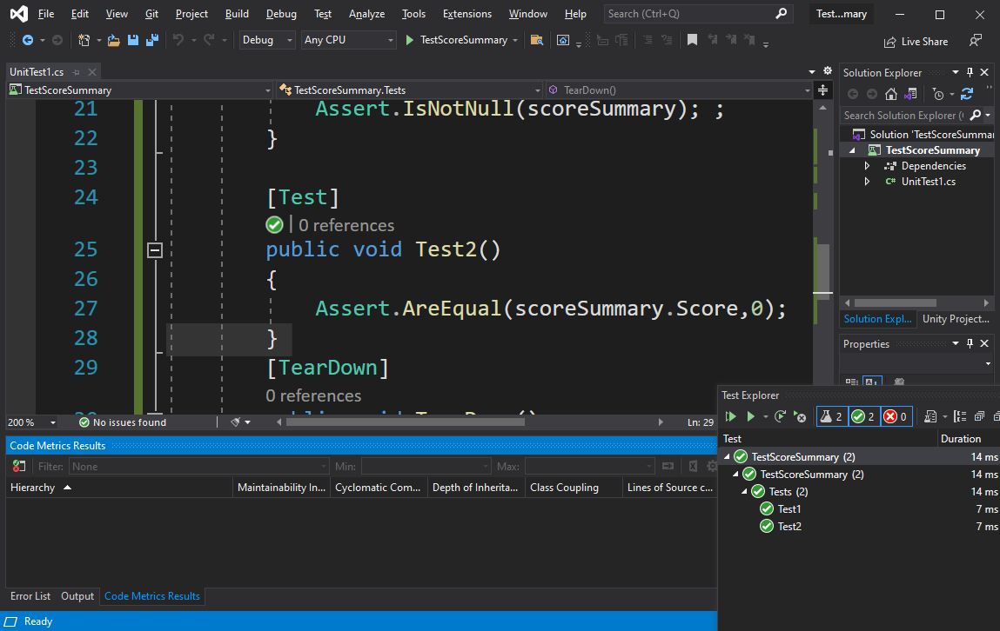 File Edit View Git Project Build Debug Test Analyze Tools Extensions Window Help Search (Ctrl+Q) Test...mary
Debug Any CPU TestScoreSummary Live Share
UnitTest1.cs
TestScoreSummary TestScoreSummary.Tests TearDown()
21 Assert.IsNotNull(scoreSummary); ;
22 }
23
24 [Test]
0 references
25 public void Test2()
26 {
27 Assert.AreEqual(scoreSummary.Score,0);
28 }
29 [TearDown]
0 references
200 % No issues found Ln: 29
Solution Explorer
Search Solution Explorer (
Solution 'TestScoreSummar
TestScoreSummary
Dependencies
C# UnitTest1.cs
Solution Expl... Unity Project...
Properties
Code Metrics Results
Filter: None Min: Max:
Hierarchy Maintainability In... Cyclomatic Com... Depth of Inherita... Class Coupling Lines of Source c...
Error List Output Code Metrics Results
Ready
Test Explorer
2 2 0
Test Duration
TestScoreSummary (2) 14 ms
TestScoreSummary (2) 14 ms
Tests (2) 14 ms
Test1 7 ms
Test2 7 ms